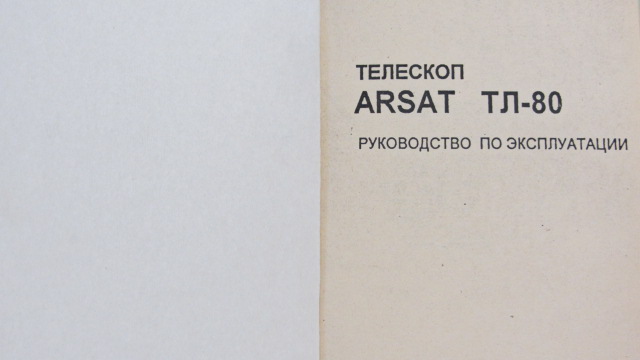 ТЕЛЕСКОП
ARSAT ТЛ-80
РУКОВОДСТВО ПО ЭКСПЛУАТАЦИИ